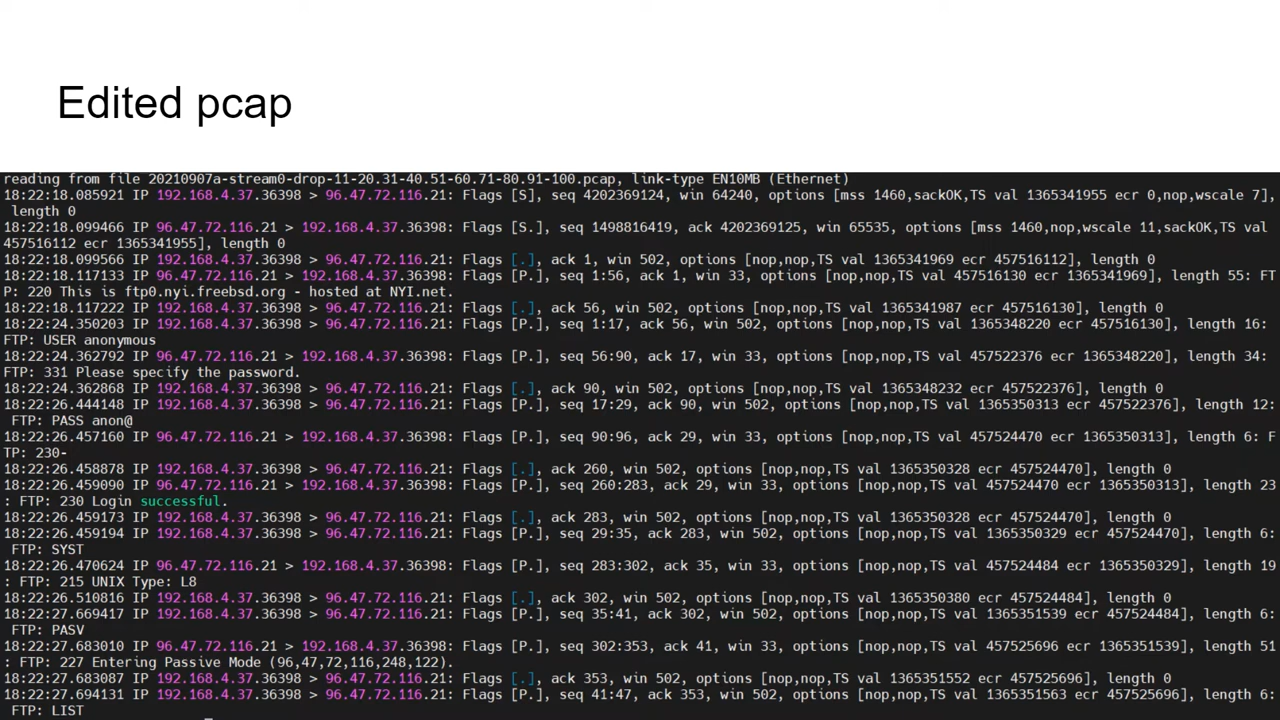 Edited pcap
reading from file 20210907a-stream0-drop-11-20.31-40.51-60.71-80.91-100.pcap, link-type EN10MB (Ethernet)
18:22:18.085921 IP 192.168.4.37.36398 > 96.47.72.116.21: Flags [S], seq 4202369124, win 64240, options [mss 1460,sackOK,TS val 1365341955 ecr 0,nop,wscale 7],
length 0
18:22:18.099466 IP 96.47.72.116.21 > 192.168.4.37.36398: Flags [S.], seq 1498816419, ack 4202369125, win 65535, options [mss 1460,nop,wscale 11,sackOK,TS val
457516112 ecr 1365341955], length 0
18:22:18.099566 IP 192.168.4.37.36398 > 96.47.72.116.21: Flags [.], ack 1, win 502, options [nop,nop,TS val 1365341969 ecr 457516112], length 0
18:22:18.117133 IP 96.47.72.116.21 > 192.168.4.37.36398: Flags [P.], seq 1:56, ack 1, win 33, options [nop,nop,TS val 457516130 ecr 1365341969], length 55: FT
P: 220 This is ftp0.nyi.freebsd.org - hosted at NYI.net.
18:22:18.117222 IP 192.168.4.37.36398 > 96.47.72.116.21: Flags [.], ack 56, win 502, options [nop,nop,TS val 1365341987 ecr 457516130], length 0
18:22:24.350203 IP 192.168.4.37.36398 > 96.47.72.116.21: Flags [P.], seq 1:17, ack 56, win 502, options [nop,nop,TS val 1365348220 ecr 457516130], length 16:
FTP: USER anonymous
18:22:24.362792 IP 96.47.72.116.21 > 192.168.4.37.36398: Flags [P.], seq 56:90, ack 17, win 33, options [nop,nop,TS val 457522376 ecr 1365348220], length 34:
FTP: 331 Please specify the password.
18:22:24.362868 IP 192.168.4.37.36398 > 96.47.72.116.21: Flags [.], ack 90, win 502, options [nop,nop,TS val 1365348232 ecr 457522376], length 0
18:22:26.444148 IP 192.168.4.37.36398 > 96.47.72.116.21: Flags [P.], seq 17:29, ack 90, win 502, options [nop,nop,TS val 1365350313 ecr 457522376], length 12:
FTP: PASS anon@
18:22:26.457160 IP 96.47.72.116.21 > 192.168.4.37.36398: Flags [P.], seq 90:96, ack 29, win 33, options [nop,nop,TS val 457524470 ecr 1365350313], length 6: F
TP: 230-
18:22:26.458878 IP 192.168.4.37.36398 > 96.47.72.116.21: Flags [.], ack 260, win 502, options [nop,nop,TS val 1365350328 ecr 457524470], length 0
18:22:26.459090 IP 96.47.72.116.21 > 192.168.4.37.36398: Flags [P.], seq 260:283, ack 29, win 33, options [nop,nop,TS val 457524470 ecr 1365350313], length 23
: FTP: 230 Login successful.
18:22:26.459173 IP 192.168.4.37.36398 > 96.47.72.116.21: Flags [.], ack 283, win 502, options [nop,nop,TS val 1365350328 ecr 457524470], length 0
18:22:26.459194 IP 192.168.4.37.36398 > 96.47.72.116.21: Flags [P.], seq 29:35, ack 283, win 502, options [nop,nop,TS val 1365350329 ecr 457524470], length 6:
FTP: SYST
18:22:26.470624 IP 96.47.72.116.21 > 192.168.4.37.36398: Flags [P.], seq 283:302, ack 35, win 33, options [nop,nop,TS val 457524484 ecr 1365350329], length 19
: FTP: 215 UNIX Type: L8
18:22:26.510816 IP 192.168.4.37.36398 > 96.47.72.116.21: Flags [.], ack 302, win 502, options [nop,nop,TS val 1365350380 ecr 457524484], length 0
18:22:27.669417 IP 192.168.4.37.36398 > 96.47.72.116.21: Flags [P.], seq 35:41, ack 302, win 502, options [nop,nop,TS val 1365351539 ecr 457524484], length 6:
FTP: PASV
18:22:27.683010 IP 96.47.72.116.21 > 192.168.4.37.36398: Flags [P.], seq 302:353, ack 41, win 33, options [nop,nop,TS val 457525696 ecr 1365351539], length 51
: FTP: 227 Entering Passive Mode (96,47,72,116,248,122).
18:22:27.683087 IP 192.168.4.37.36398 > 96.47.72.116.21: Flags [.], ack 353, win 502, options [nop,nop,TS val 1365351552 ecr 457525696], length 0
18:22:27.694131 IP 192.168.4.37.36398 > 96.47.72.116.21: Flags [P.], seq 41:47, ack 353, win 502, options [nop,nop,TS val 1365351563 ecr 457525696], length 6:
FTP: LIST